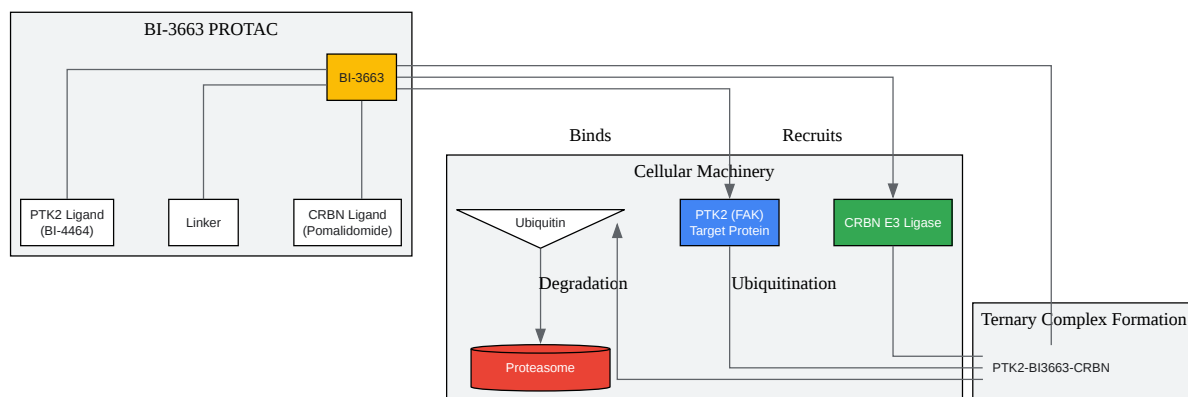 BI-3663 PROTAC
BI-3663
PTK2 Ligand
(BI-4464)
Linker
CRBN Ligand
(Pomalidomide)
Binds
Recruits
Cellular Machinery
Ubiquitin
PTK2 (FAK)
Target Protein
CRBN E3 Ligase
Degradation
Ubiquitination
Proteasome
Ternary Complex Formation
PTK2-BI3663-CRBN